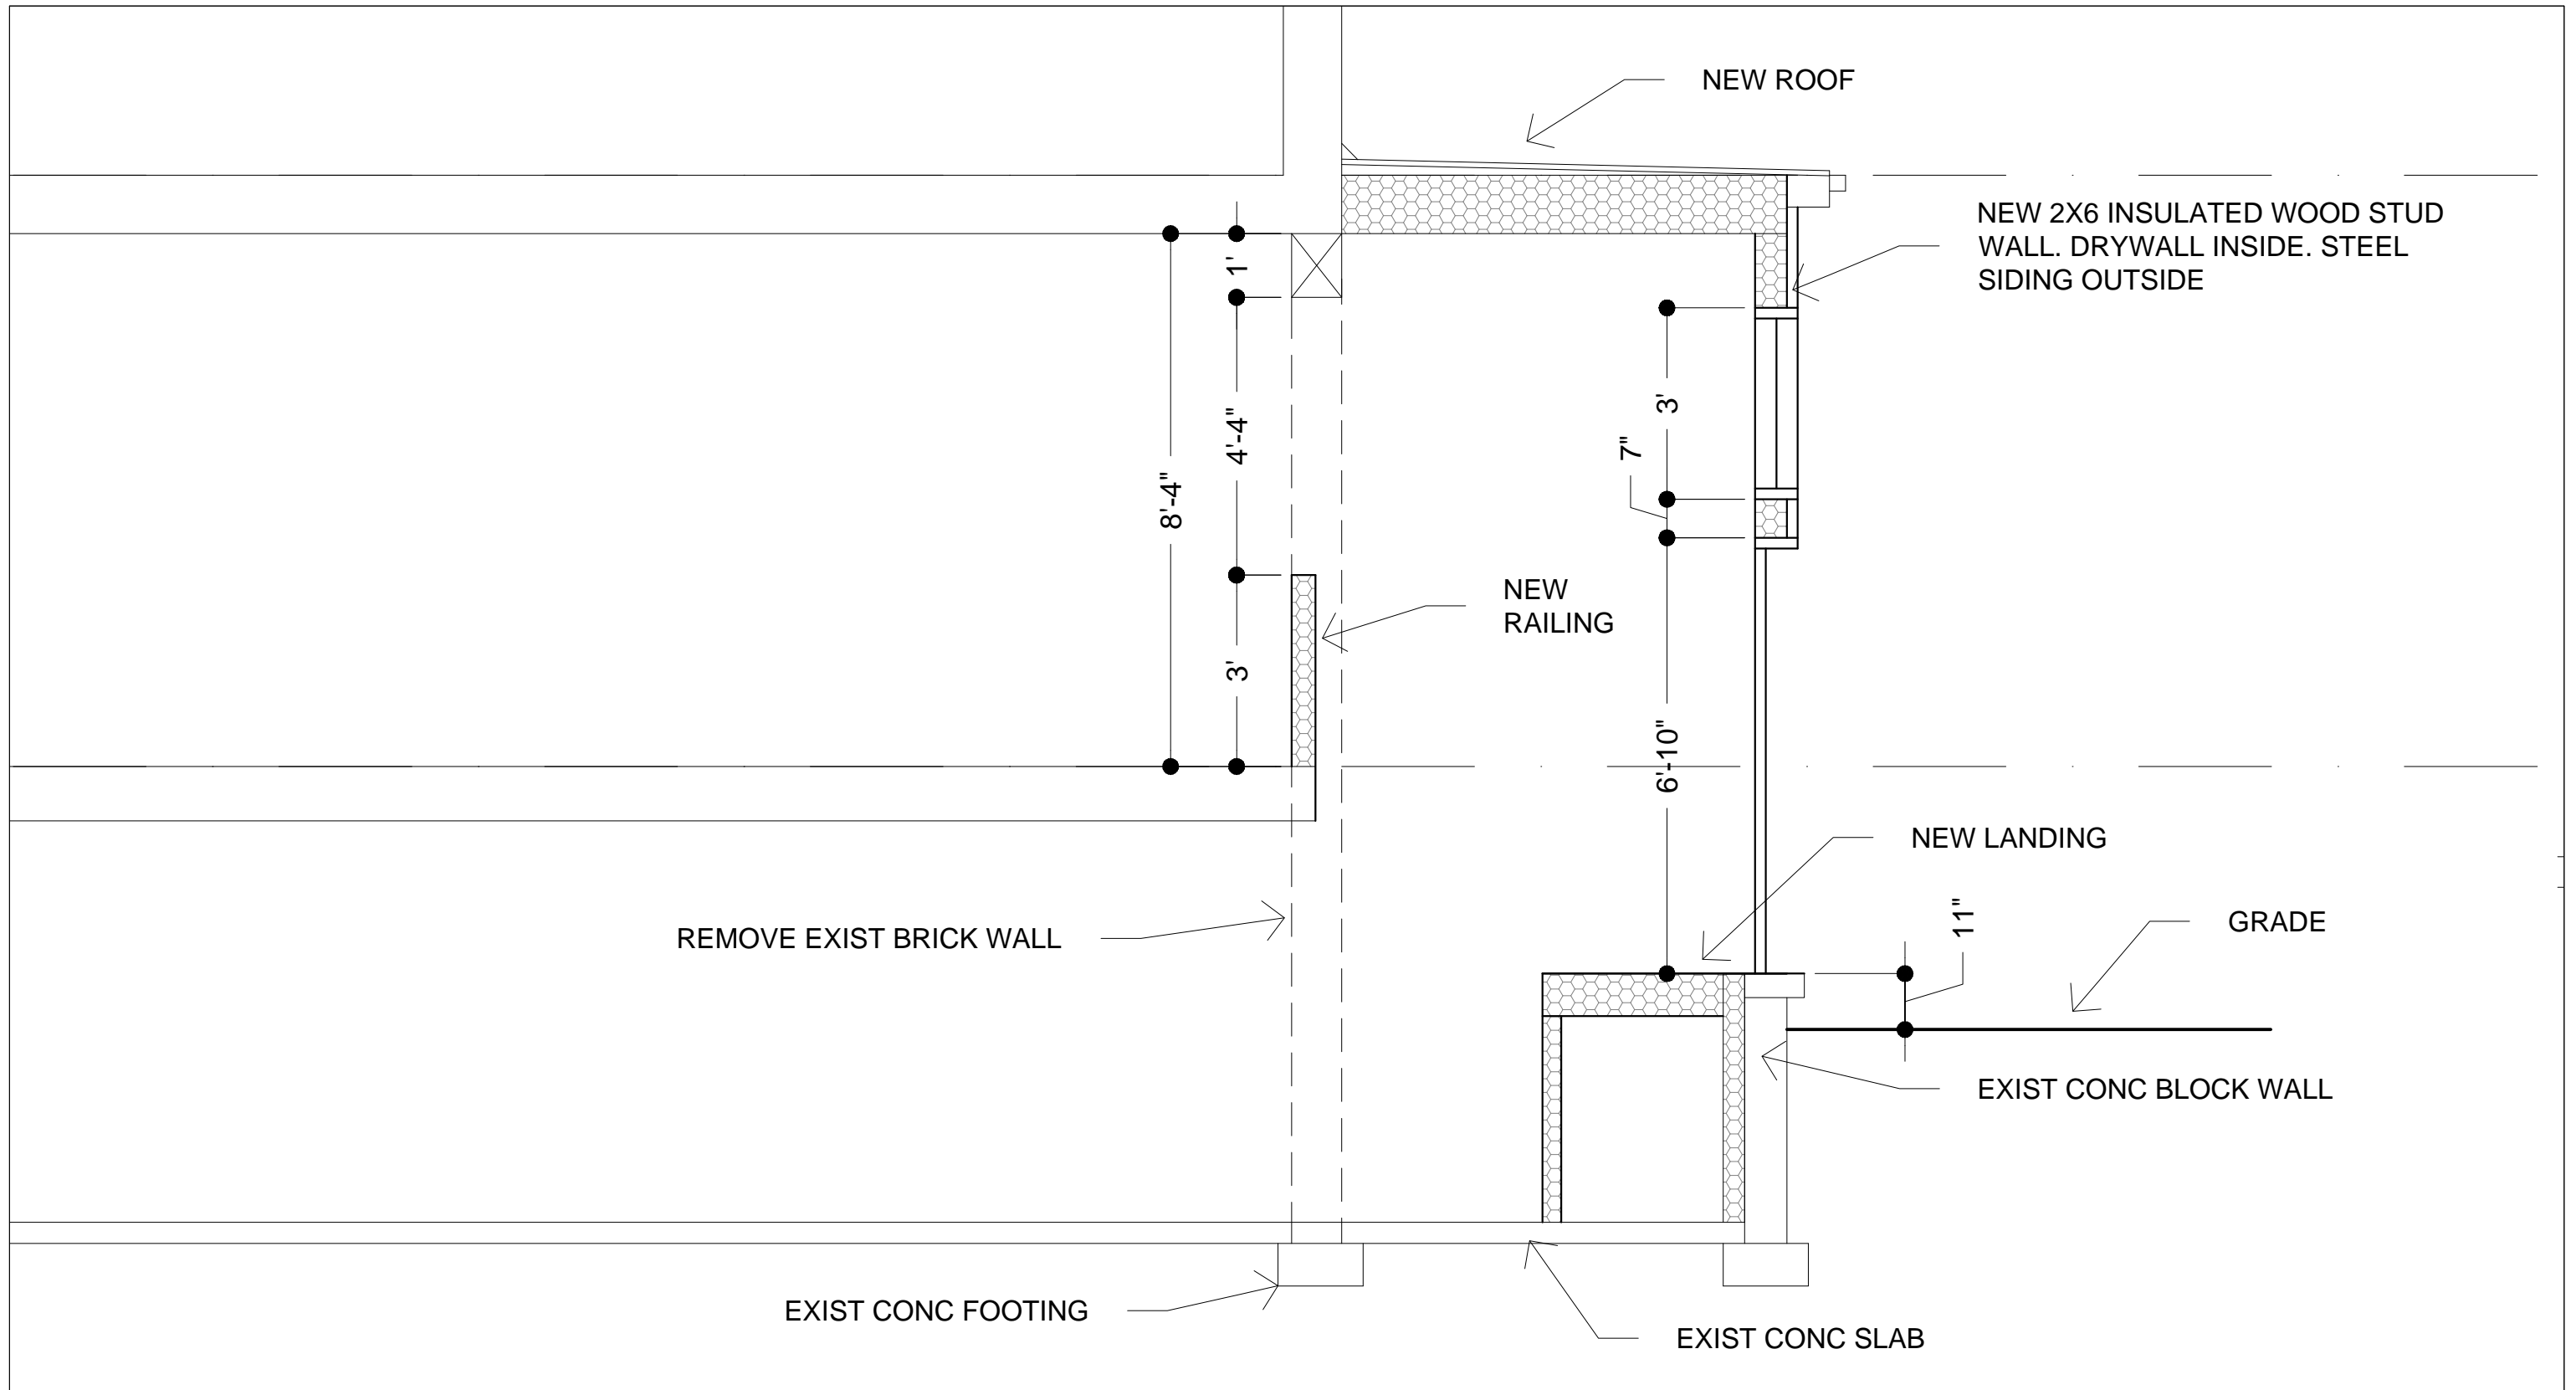 NEW ROOF
NEW 2X6 INSULATED WOOD STUD
WALL. DRYWALL INSIDE. STEEL
SIDING OUTSIDE
1'
3'
4'-4"
7"
8'-4"
NEW
RAILING
3'
6'-10"
NEW LANDING
11"
GRADE
REMOVE EXIST BRICK WALL
EXIST CONC BLOCK WALL
EXIST CONC FOOTING
EXIST CONC SLAB